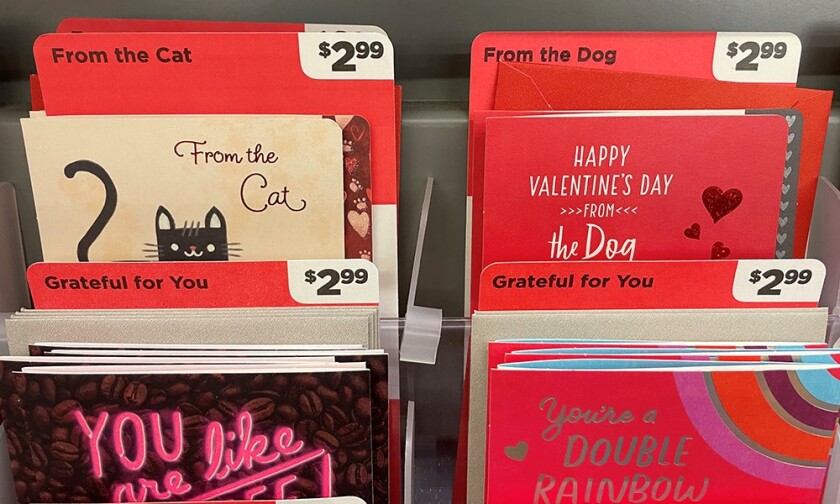 From the Cat
$2.99
From the
Cat
From the Dog
$2.99
HAPPY
VALENTINE'S DAY
>>>FROM<<<
the Dog
Grateful for You
$2.99
YOU like
are
Grateful for You
$2.99
You're a
DOUBLE
RAINBOW